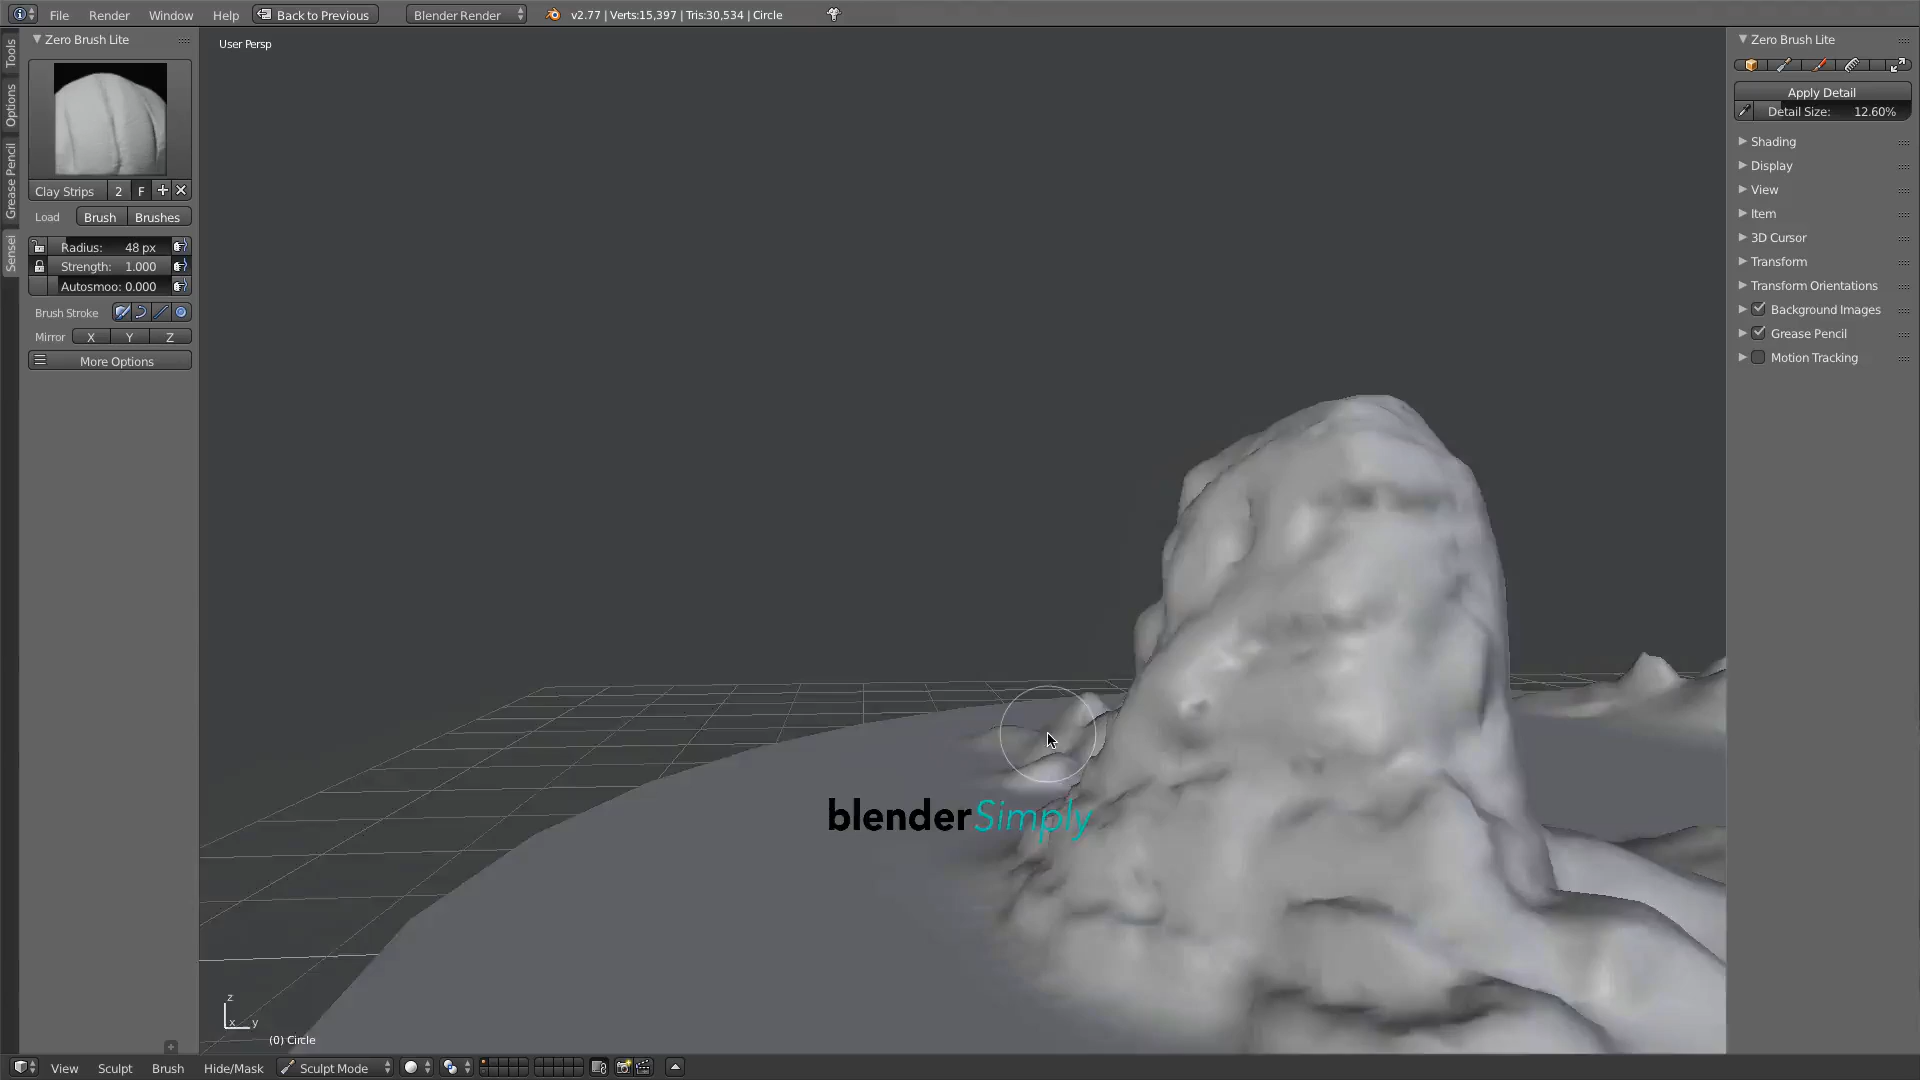 File Render Window Help Back to Previous Blender Render v2.77 | Verts:15,397 | Tris:30,534 | Circle
Tools
Options
Grease Pencil
Sensei
Zero Brush Lite
Clay Strips 2 F
Load Brush Brushes
Radius: 48 px
Strength: 1.000
Autosmoo: 0.000
Brush Stroke
Mirror X Y Z
More Options
User Persp
blenderSimply
z
x y
(0) Circle
Zero Brush Lite
Apply Detail
Detail Size: 12.60%
Shading
Display
View
Item
3D Cursor
Transform
Transform Orientations
Background Images
Grease Pencil
Motion Tracking
View Sculpt Brush Hide/Mask Sculpt Mode